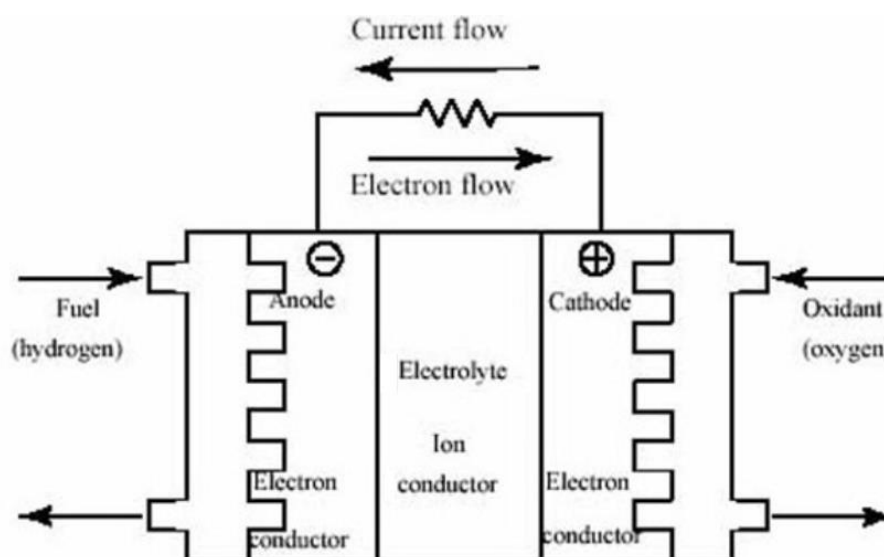 Current flow
Electron flow
−
+
Anode
Cathode
Fuel
(hydrogen)
Oxidant
(oxygen
Electrolyte
Ion
conductor
Electron
conductor
Electron
conductor